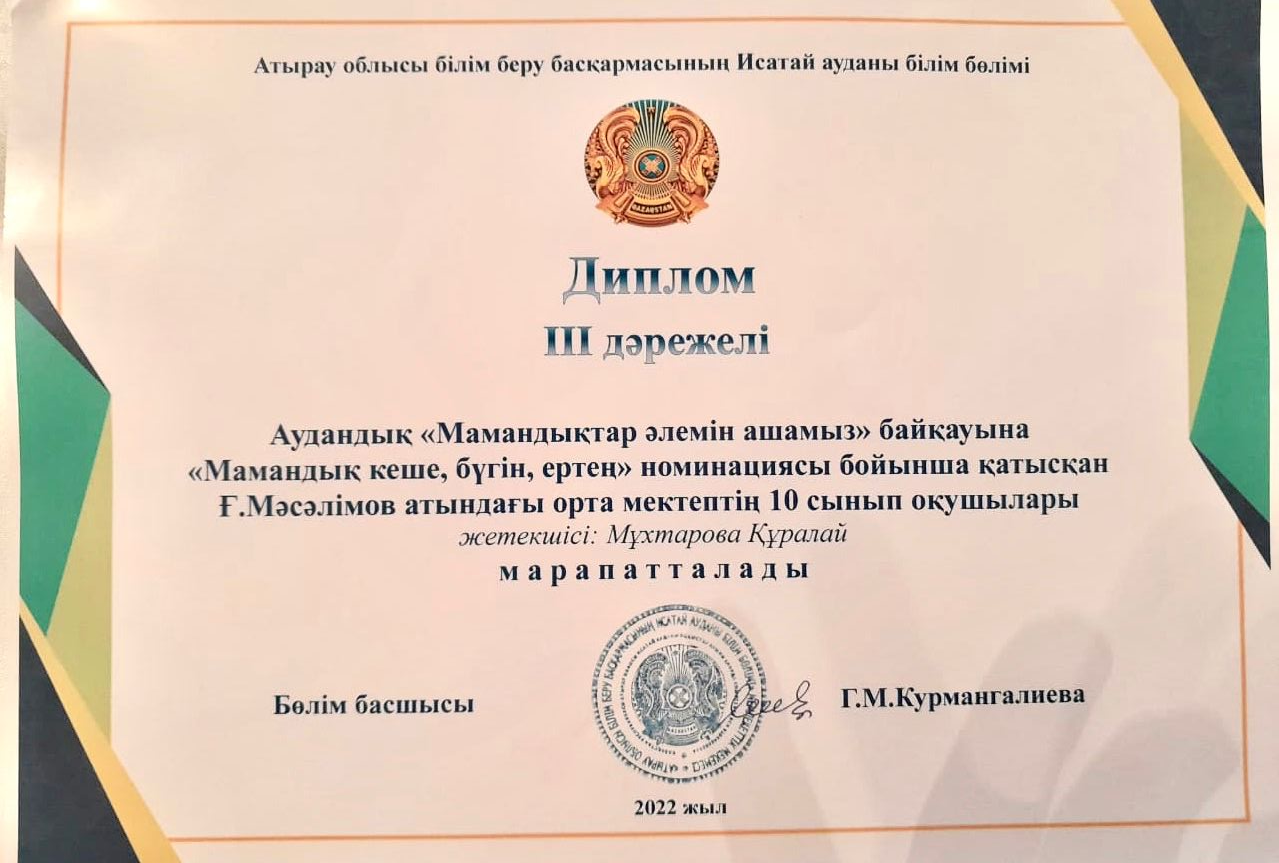 Атырау облысы білім беру басқармасының Исатай ауданы білім бөлімі
QAZAQSTAN
Диплом
III дәрежелі
Аудандық «Мамандықтар әлемін ашамыз» байқауына
«Мамандық кеше, бүгін, ертең» номинациясы бойынша қатысқан
Ғ.Мәсәлімов атындағы орта мектептің 10 сынып оқушылары
жетекшісі: Мұхтарова Құралай
марапатталады
Бөлім басшысы
Г.М.Курмангалиева
2022 жыл